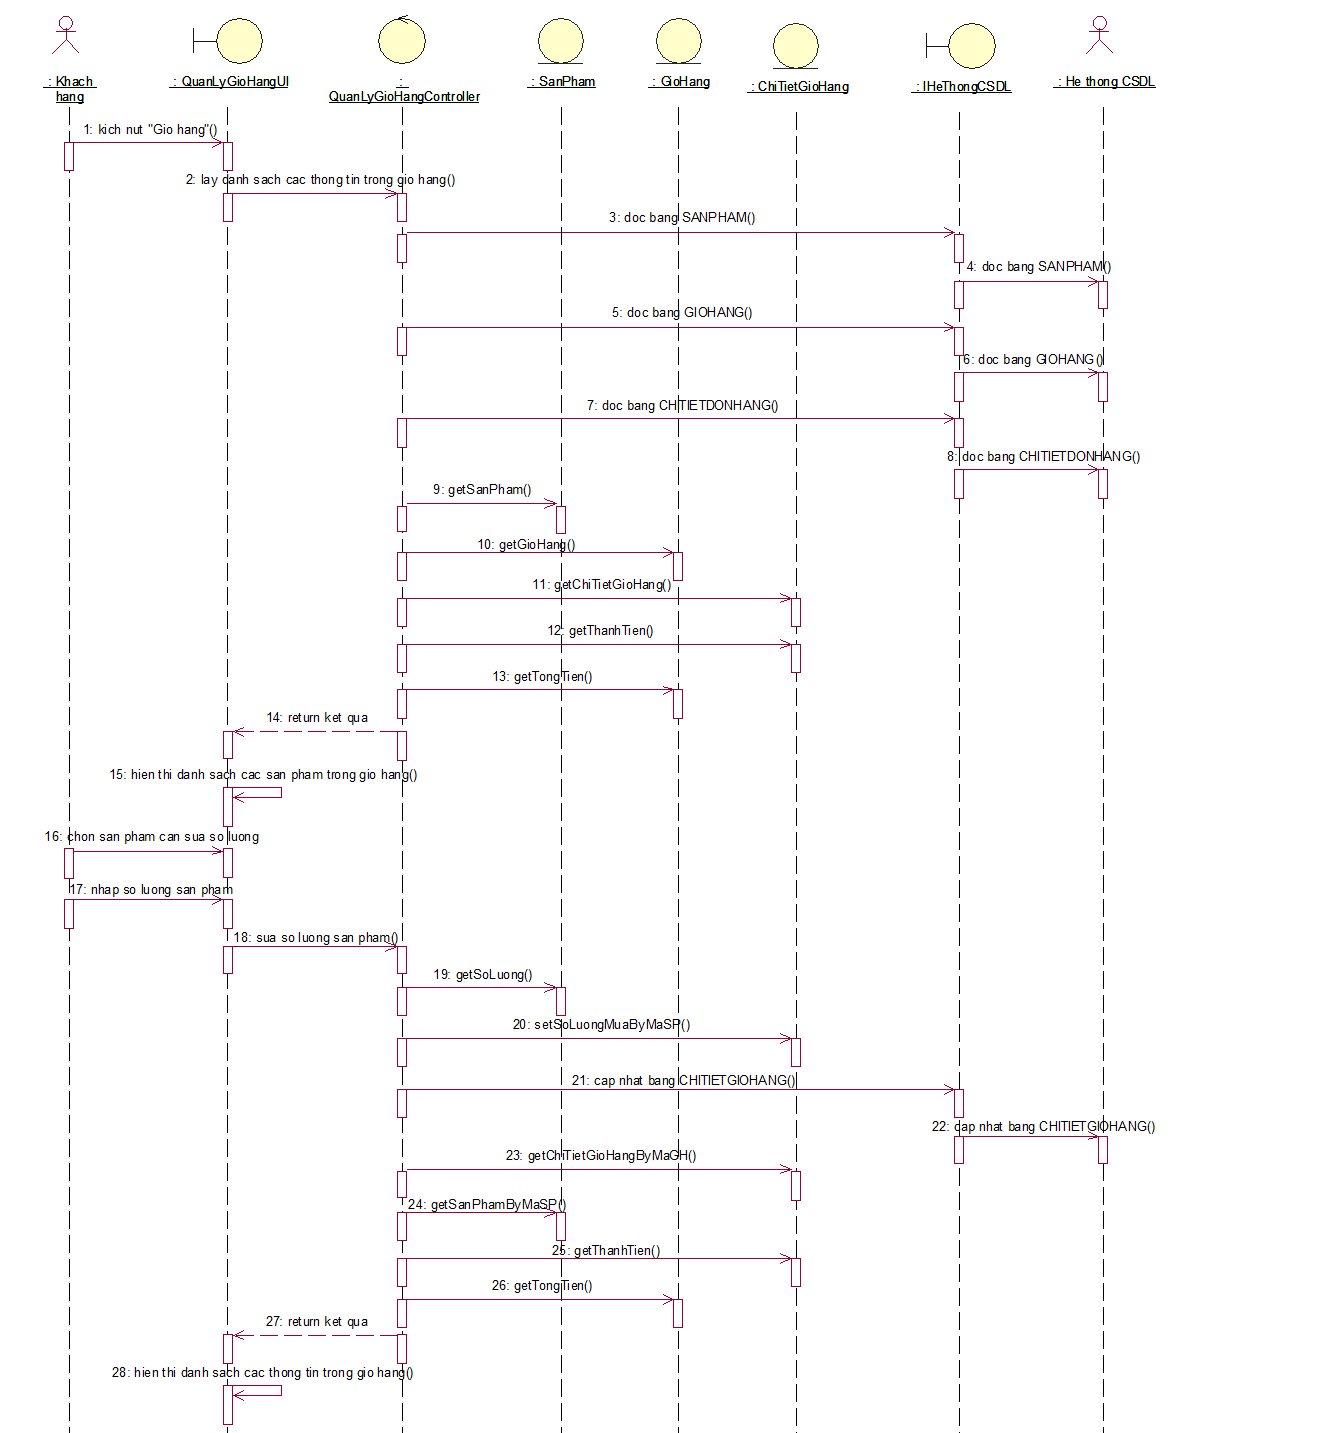 : Khach
hang
: QuanLyGioHangUI
:
QuanLyGioHangController
: SanPham
: GioHang
: ChiTietGioHang
: IHeThongCSDL
: He thong CSDL
1: kich nut "Gio hang"()
2: lay danh sach cac thong tin trong gio hang()
3: doc bang SANPHAM()
4: doc bang SANPHAM()
5: doc bang GIOHANG()
6: doc bang GIOHANG()
7: doc bang CHITIETDONHANG()
8: doc bang CHITIETDONHANG()
9: getSanPham()
10: getGioHang()
11: getChiTietGioHang()
12: getThanhTien()
13: getTongTien()
14: return ket qua
15: hien thi danh sach cac san pham trong gio hang()
16: chon san pham can sua so luong
17: nhap so luong san pham
18: sua so luong san pham()
19: getSoLuong()
20: setSoLuongMuaByMaSP()
21: cap nhat bang CHITIETGIOHANG()
22: cap nhat bang CHITIETGIOHANG()
23: getChiTietGioHangByMaGH()
24: getSanPhamByMaSP()
25: getThanhTien()
26: getTongTien()
27: return ket qua
28: hien thi danh sach cac thong tin trong gio hang()